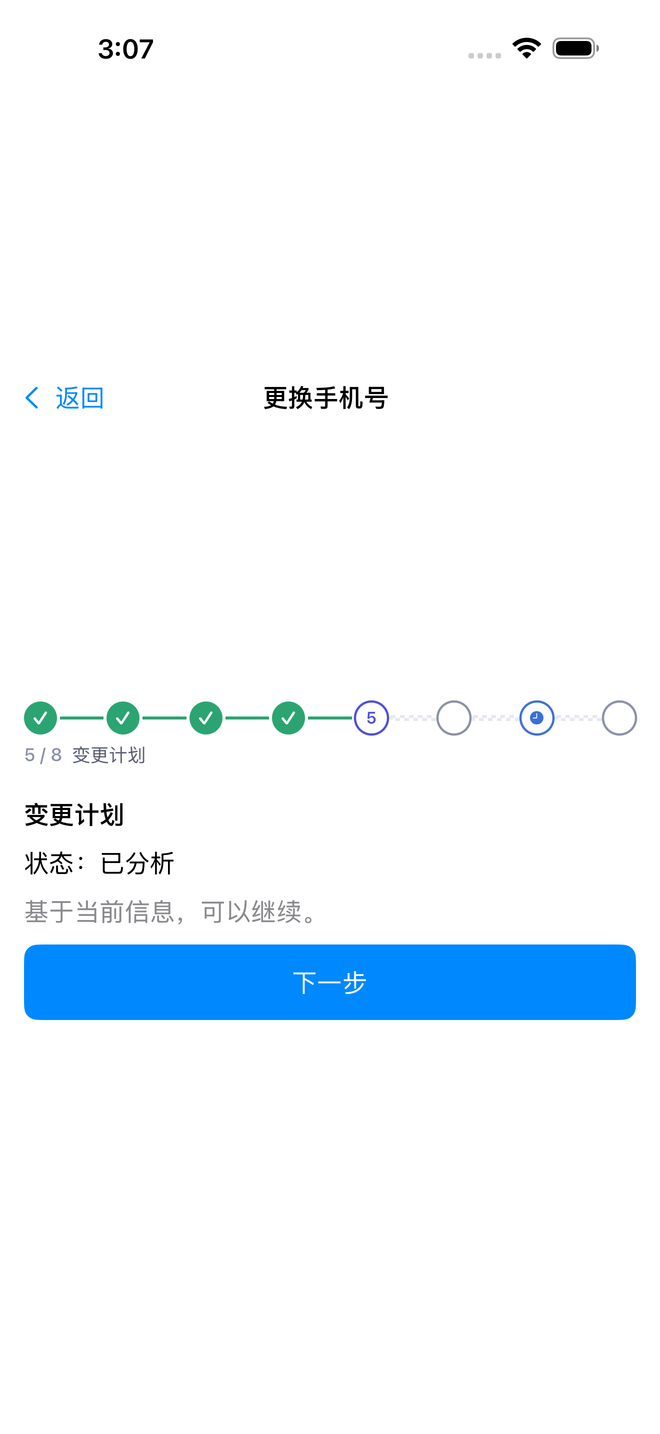 3:07
返回
更换手机号
5
5 / 8 变更计划
变更计划
状态：已分析
基于当前信息，可以继续。
下一步